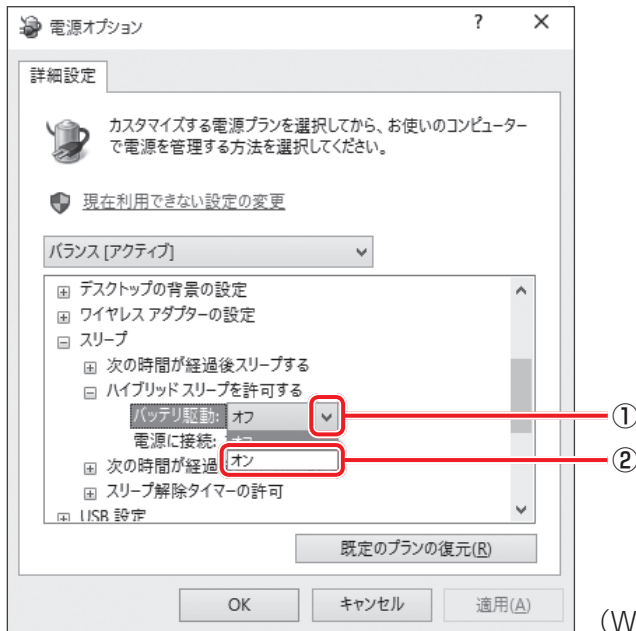 電源オプション
?
×
詳細設定
カスタマイズする電源プランを選択してから、お使いのコンピューター
で電源を管理する方法を選択してください。
現在利用できない設定の変更
バランス [アクティブ]
デスクトップの背景の設定
ワイヤレス アダプターの設定
スリープ
次の時間が経過後スリープする
ハイブリッド スリープを許可する
バッテリ駆動: オフ
①
電源に接続:
次の時間が経過 オン
②
スリープ解除タイマーの許可
USB 設定
既定のプランの復元(R)
OK キャンセル 適用(A)
(W